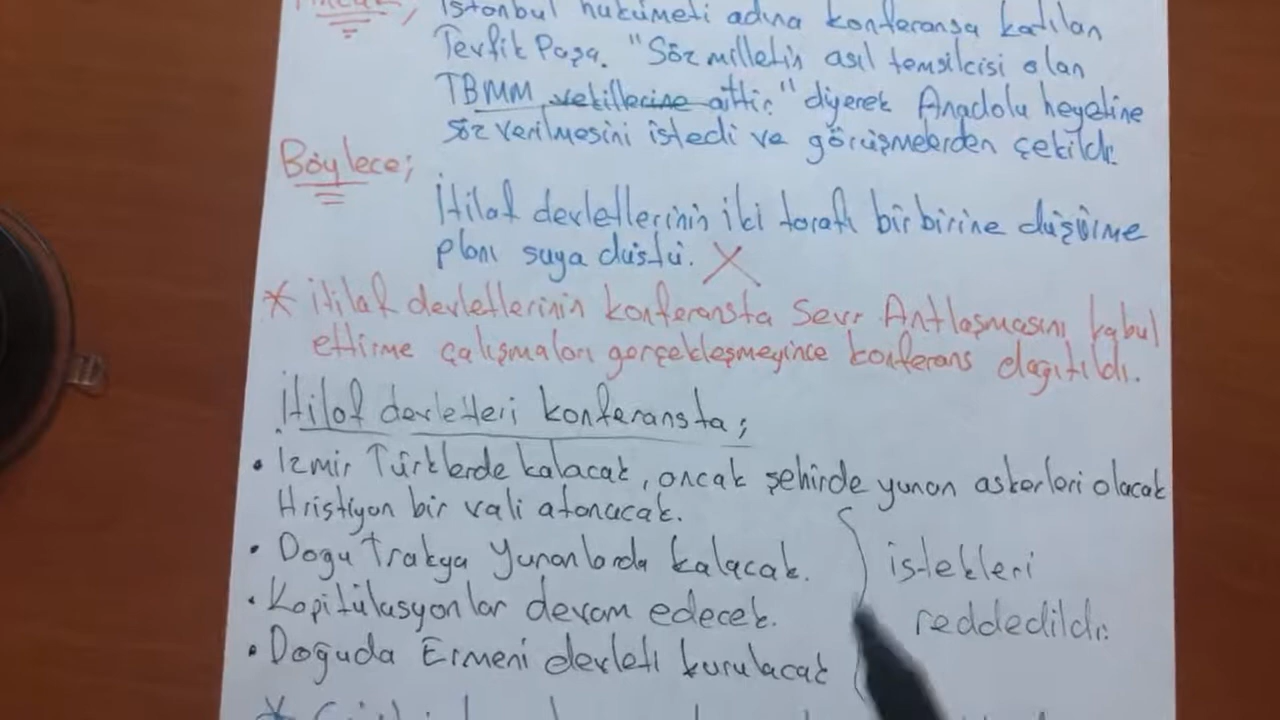 İstanbul hükümeti adına konferansa katılan
Tevfik Paşa. "Söz milletin asıl temsilcisi olan
TBMM vekillerine aittir" diyerek Anadolu heyetine
söz verilmesini istedi ve görüşmelerden çekildi.
Böylece;
İtilaf devletlerinin iki tarafı birbirine düşürme
planı suya düştü. X
* itilaf devletlerinin konferansta Sevr Antlaşmasını kabul
ettirme çalışmaları gerçekleşmeyince konferans dağıtıldı.
İtilaf devletleri konferansta;
• İzmir Türklerde kalacak, ancak şehirde yunan askerleri olacak
Hristiyan bir vali atanacak.
• Doğu Trakya Yunanlarda kalacak.
• Kapitülasyonlar devam edecek.
• Doğuda Ermeni devleti kurulacak
istekleri
reddedildi.